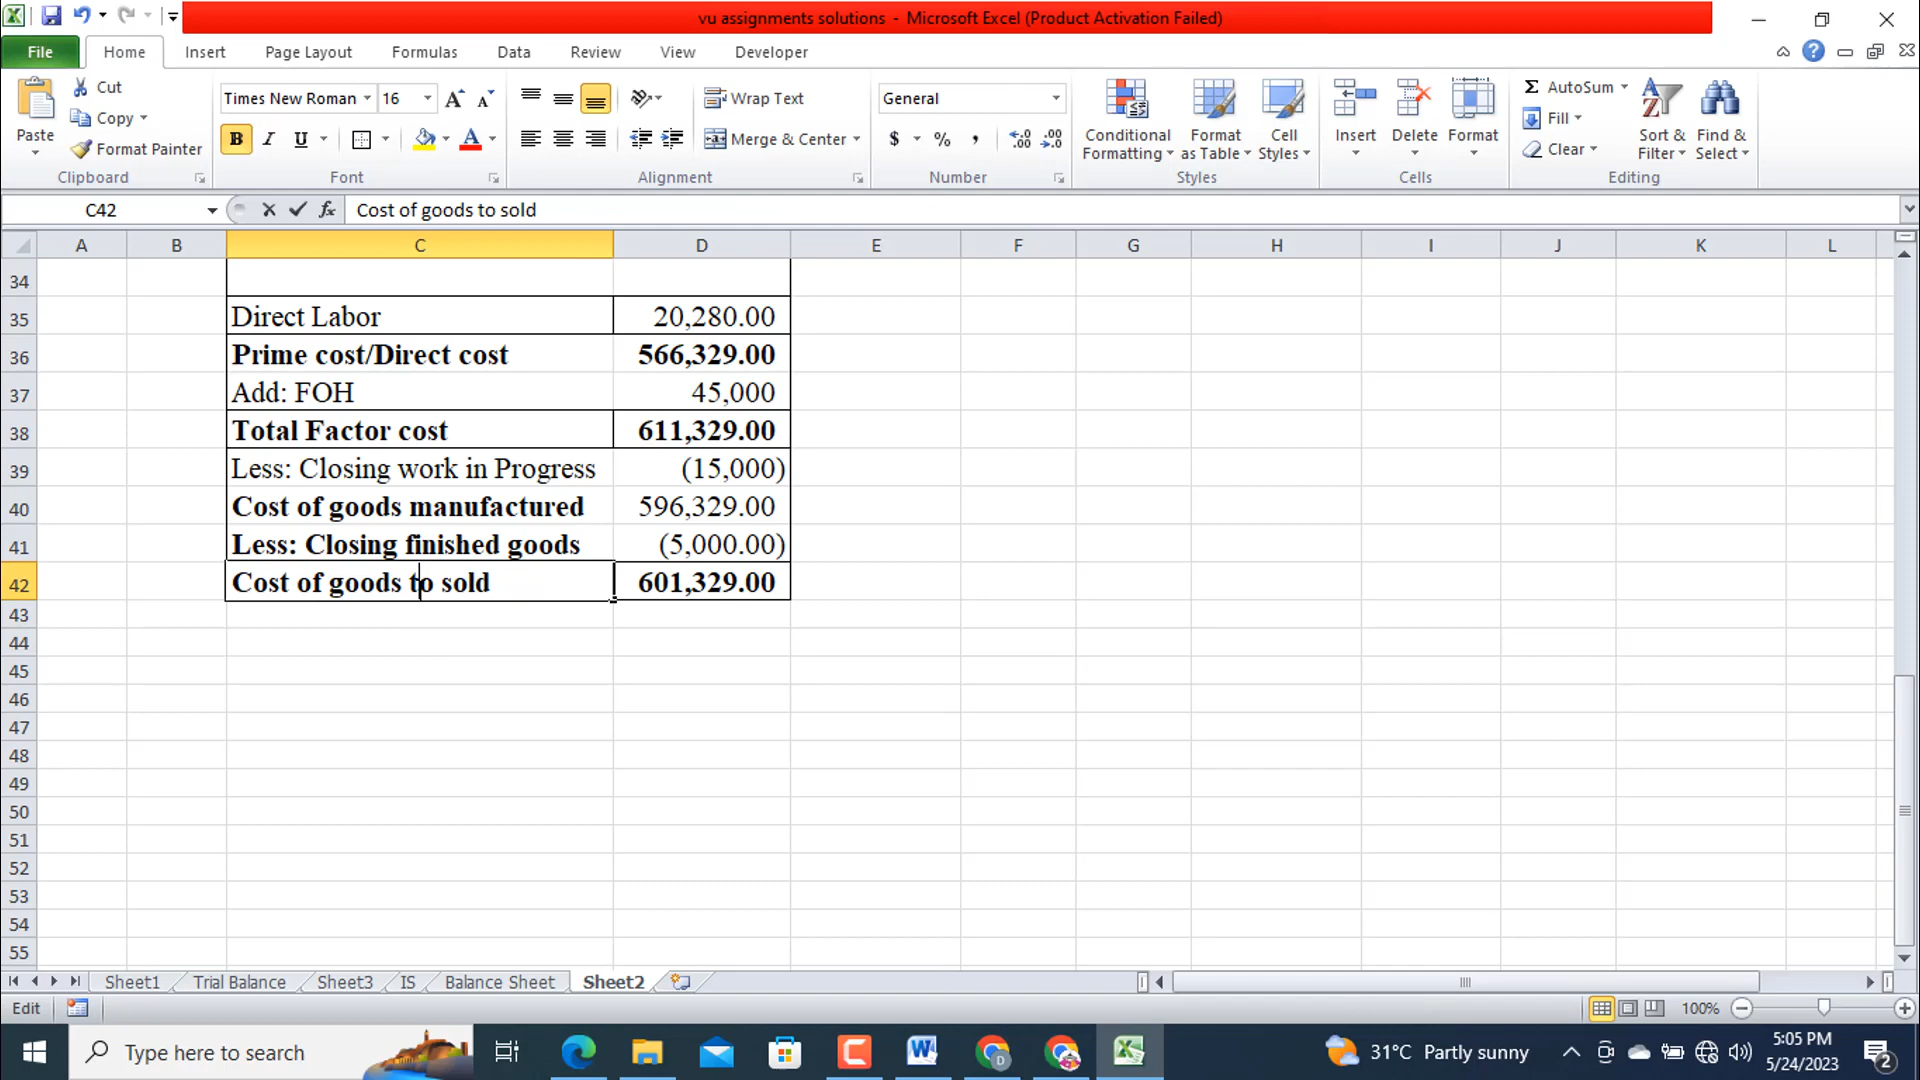 vu assignments solutions - Microsoft Excel (Product Activation Failed)
File Home Insert Page Layout Formulas Data Review View Developer
Paste
Cut
Copy
Format Painter
Clipboard
Times New Roman 16
B I U
Font
Wrap Text
Merge & Center
Alignment
General
$ % ,
Number
Conditional Formatting
Format as Table
Cell Styles
Styles
Insert Delete Format
Cells
AutoSum
Fill
Clear
Sort & Filter
Find & Select
Editing
C42 fx Cost of goods to sold
A B C D E F G H I J K L
34
35 Direct Labor 20,280.00
36 Prime cost/Direct cost 566,329.00
37 Add: FOH 45,000
38 Total Factor cost 611,329.00
39 Less: Closing work in Progress (15,000)
40 Cost of goods manufactured 596,329.00
41 Less: Closing finished goods (5,000.00)
42 Cost of goods to sold 601,329.00
43
44
45
46
47
48
49
50
51
52
53
54
55
Sheet1 Trial Balance Sheet3 IS Balance Sheet Sheet2
Edit 100%
Type here to search
31°C Partly sunny
5:05 PM
5/24/2023
2